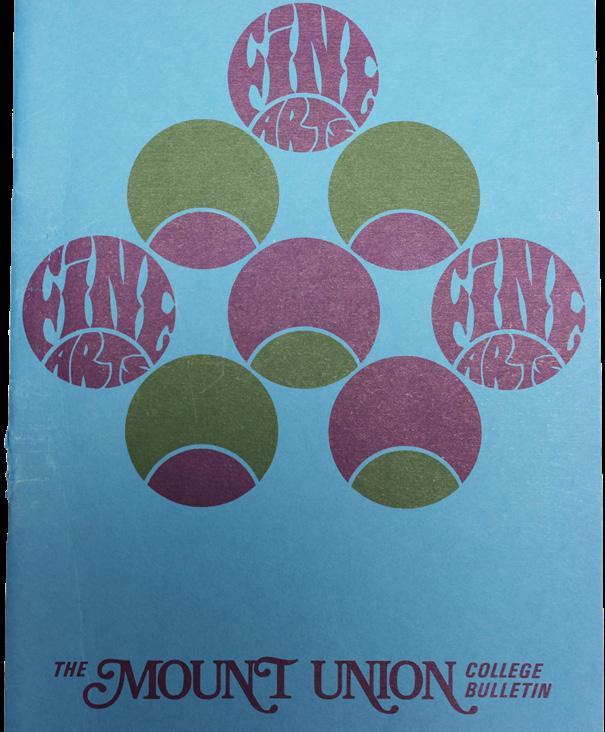 FiNE
ARTS
FiNE
ARTS
FiNE
ARTS
THE MOUNT UNION COLLEGE BULLETIN